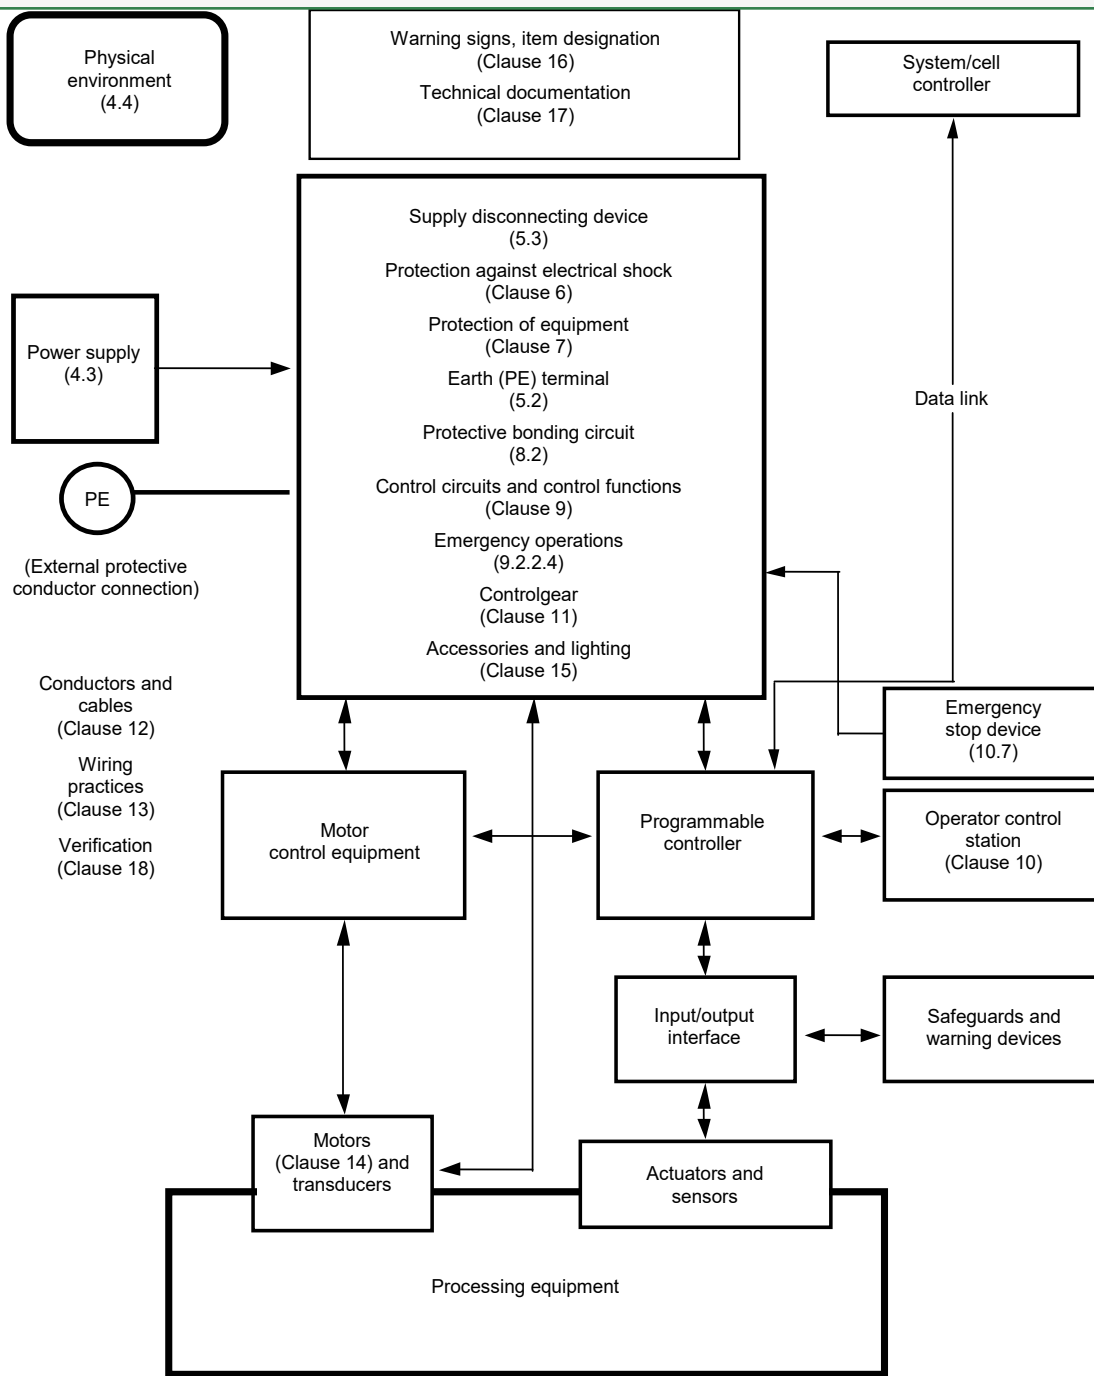 Physical
environment
(4.4)
Warning signs, item designation
(Clause 16)
Technical documentation
(Clause 17)
System/cell
controller
Supply disconnecting device
(5.3)
Protection against electrical shock
(Clause 6)
Protection of equipment
(Clause 7)
Earth (PE) terminal
(5.2)
Protective bonding circuit
(8.2)
Control circuits and control functions
(Clause 9)
Emergency operations
(9.2.2.4)
Controlgear
(Clause 11)
Accessories and lighting
(Clause 15)
Power supply
(4.3)
Data link
PE
(External protective
conductor connection)
Conductors and
cables
(Clause 12)
Wiring
practices
(Clause 13)
Verification
(Clause 18)
Emergency
stop device
(10.7)
Motor
control equipment
Programmable
controller
Operator control
station
(Clause 10)
Input/output
interface
Safeguards and
warning devices
Motors
(Clause 14) and
transducers
Actuators and
sensors
Processing equipment